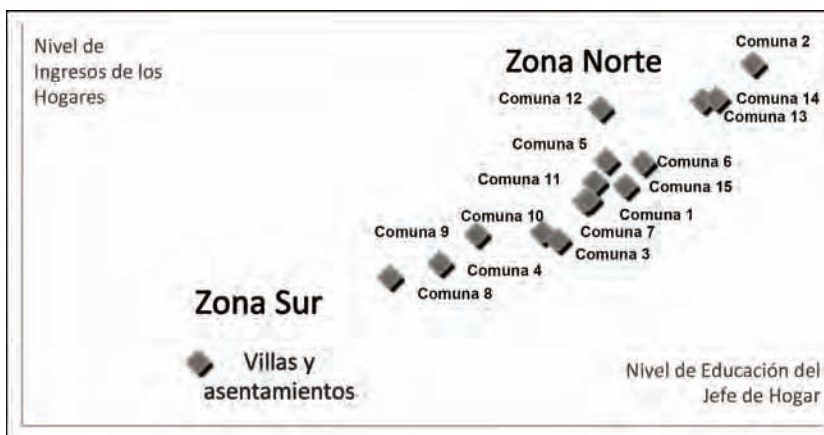 Nivel de
Ingresos de los
Hogares
Zona Norte
Comuna 2
Comuna 12
Comuna 14
Comuna 13
Comuna 5
Comuna 6
Comuna 11
Comuna 15
Comuna 10
Comuna 1
Comuna 9
Comuna 7
Comuna 3
Comuna 4
Comuna 8
Zona Sur
Villas y
asentamientos
Nivel de Educación del
Jefe de Hogar